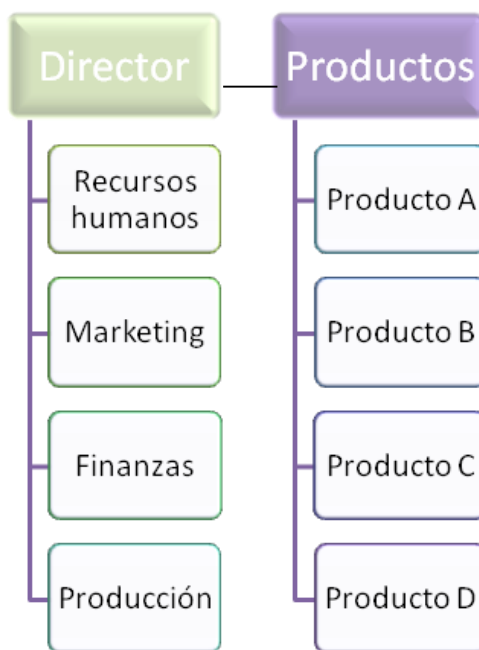 Director
Productos
Recursos
humanos
Producto A
Marketing
Producto B
Finanzas
Producto C
Producción
Producto D